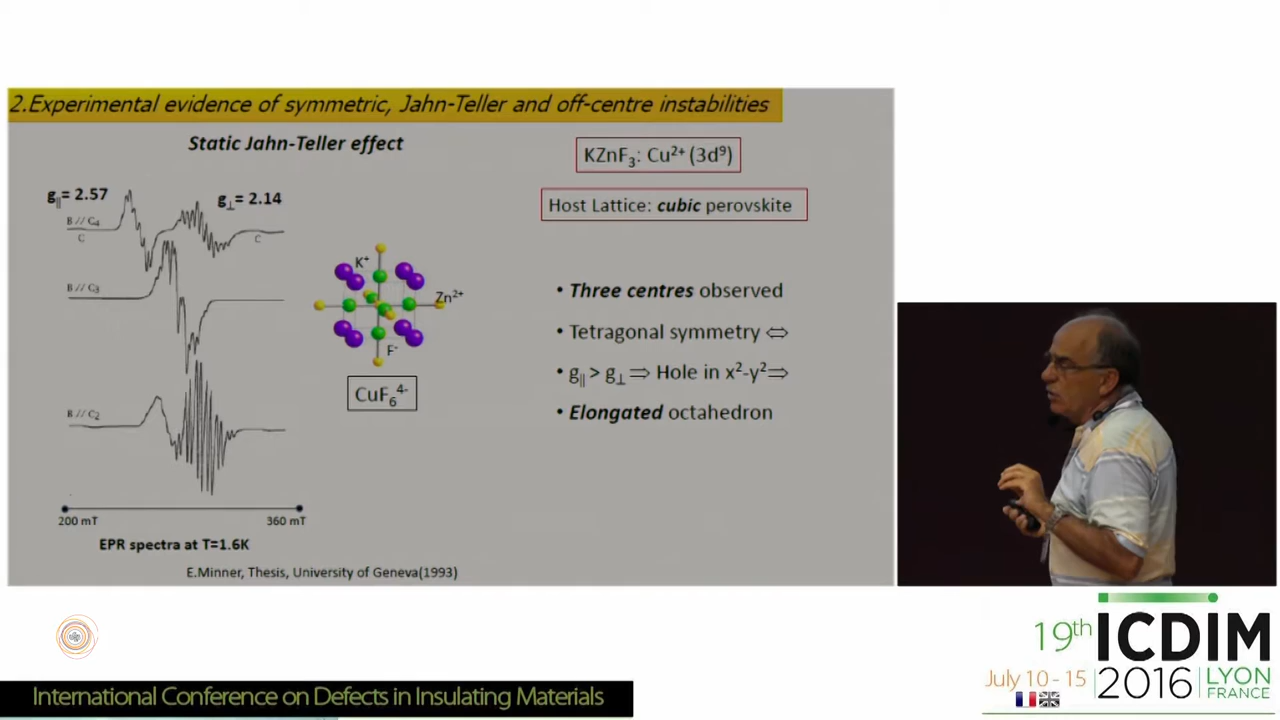 2.Experimental evidence of symmetric, Jahn-Teller and off-centre instabilities
Static Jahn-Teller effect
KZnF₃: Cu²⁺ (3d⁹)
Host Lattice: cubic perovskite
g∥= 2.57
g⊥= 2.14
B // C₄
C
C
B // C₃
B // C₂
K⁺
Zn²⁺
F⁻
CuF₆⁴⁻
• Three centres observed
• Tetragonal symmetry ⇔
• g∥ > g⊥ ⇒ Hole in x²-y²⇒
• Elongated octahedron
200 mT
360 mT
EPR spectra at T=1.6K
E.Minner, Thesis, University of Geneva(1993)
19th ICDIM
July 10 - 15 2016 LYON
FRANCE
International Conference on Defects in Insulating Materials